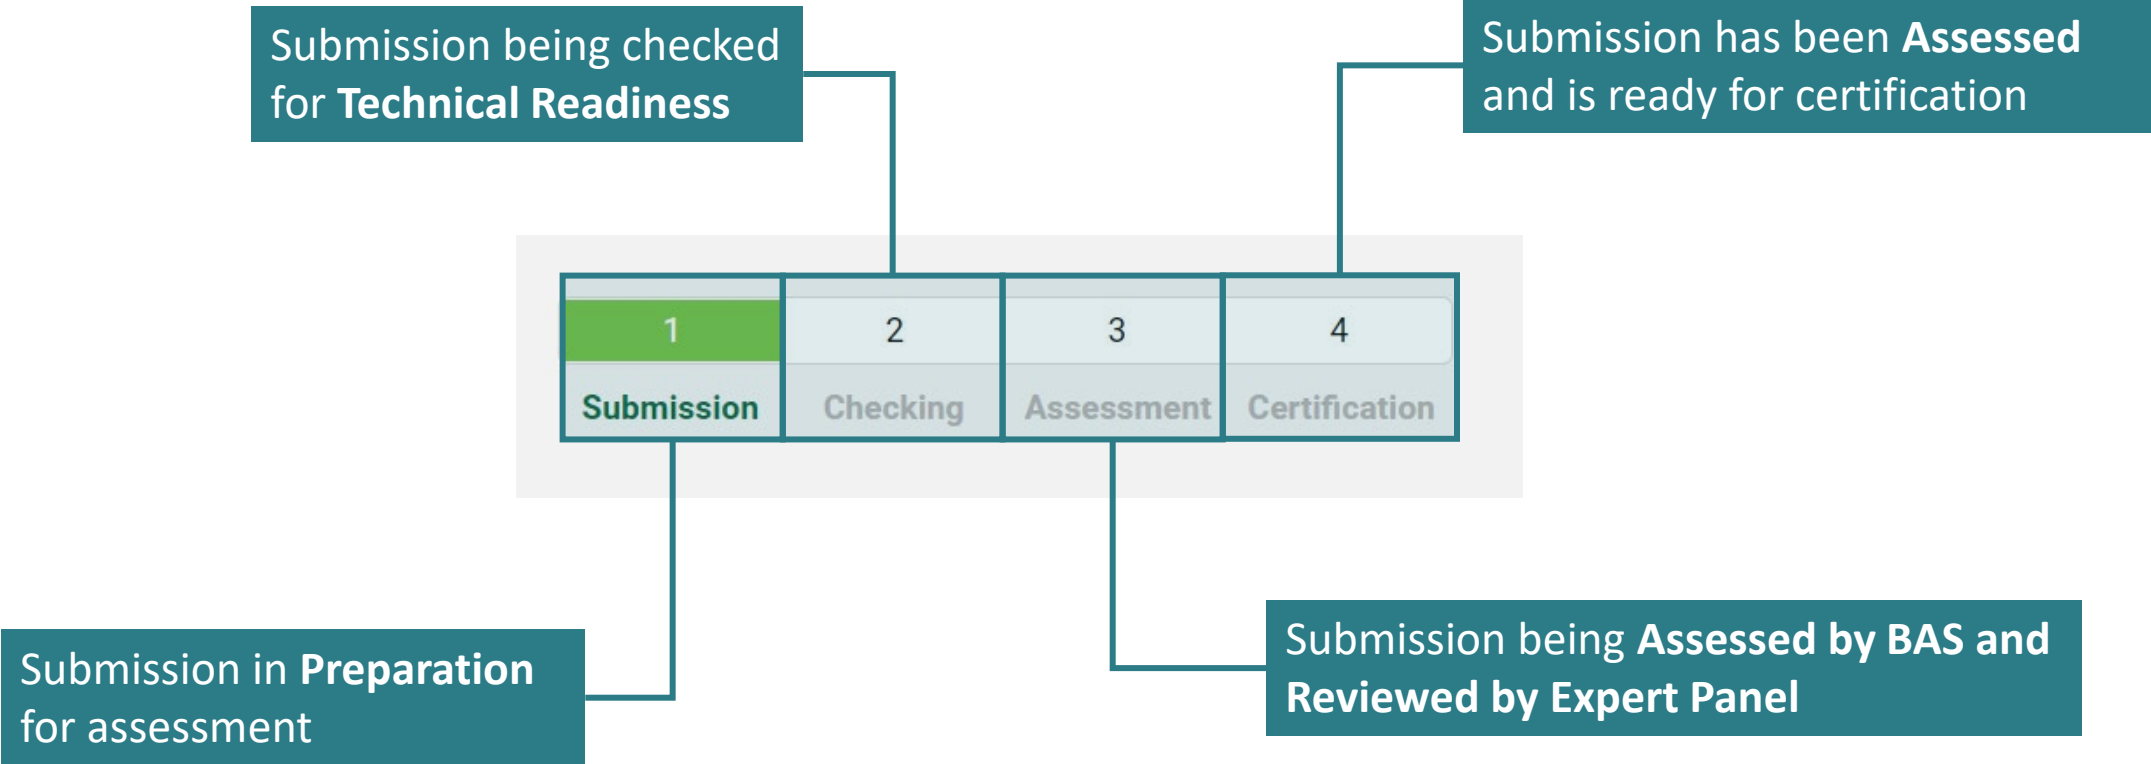 Submission being checked
for Technical Readiness
Submission has been Assessed
and is ready for certification
1
2
3
4
Submission
Checking
Assessment
Certification
Submission in Preparation
for assessment
Submission being Assessed by BAS and
Reviewed by Expert Panel